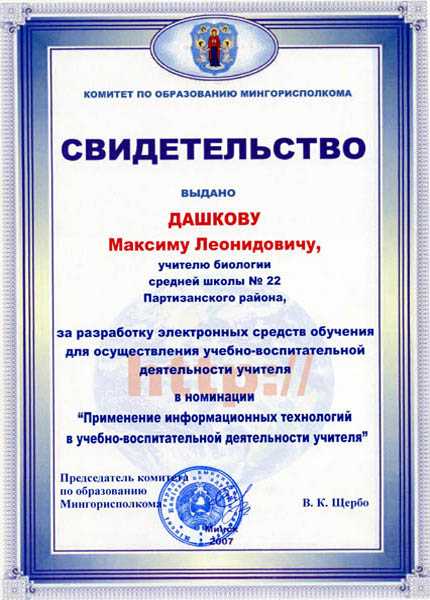 КОМИТЕТ ПО ОБРАЗОВАНИЮ МИНГОРИСПОЛКОМА
СВИДЕТЕЛЬСТВО
ВЫДАНО
ДАШКОВУ
Максиму Леонидовичу,
учителю биологии
средней школы № 22
Партизанского района,
за разработку электронных средств обучения
для осуществления учебно-воспитательной
деятельности учителя
http://
в номинации
“Применение информационных технологий
в учебно-воспитательной деятельности учителя”
Председатель комитета
по образованию
Мингорисполкома
В. К. Щербо
Минск
2007